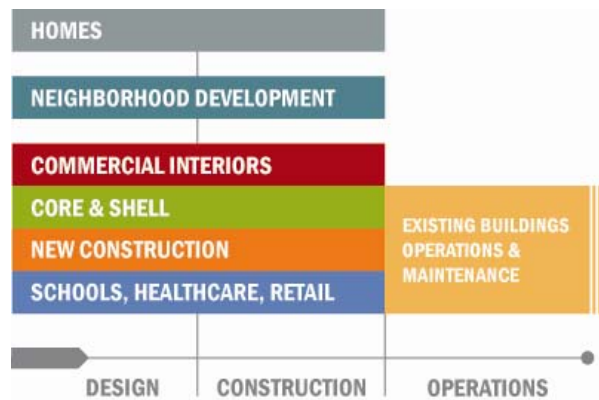 HOMES
NEIGHBORHOOD DEVELOPMENT
COMMERCIAL INTERIORS
CORE & SHELL
NEW CONSTRUCTION
SCHOOLS, HEALTHCARE, RETAIL
EXISTING BUILDINGS
OPERATIONS &
MAINTENANCE
DESIGN
CONSTRUCTION
OPERATIONS